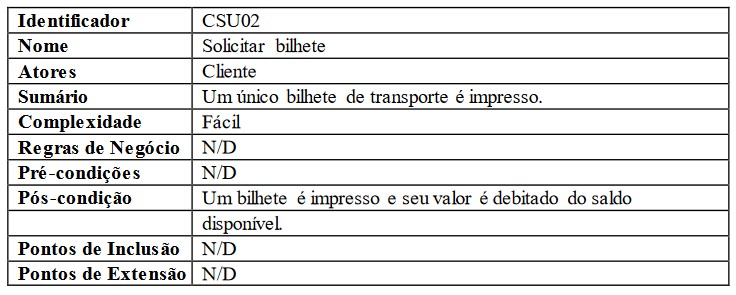 Identificador CSU02
Nome Solicitar bilhete
Atores Cliente
Sumário Um único bilhete de transporte é impresso.
Complexidade Fácil
Regras de Negócio N/D
Pré-condições N/D
Pós-condição Um bilhete é impresso e seu valor é debitado do saldo
disponível.
Pontos de Inclusão N/D
Pontos de Extensão N/D